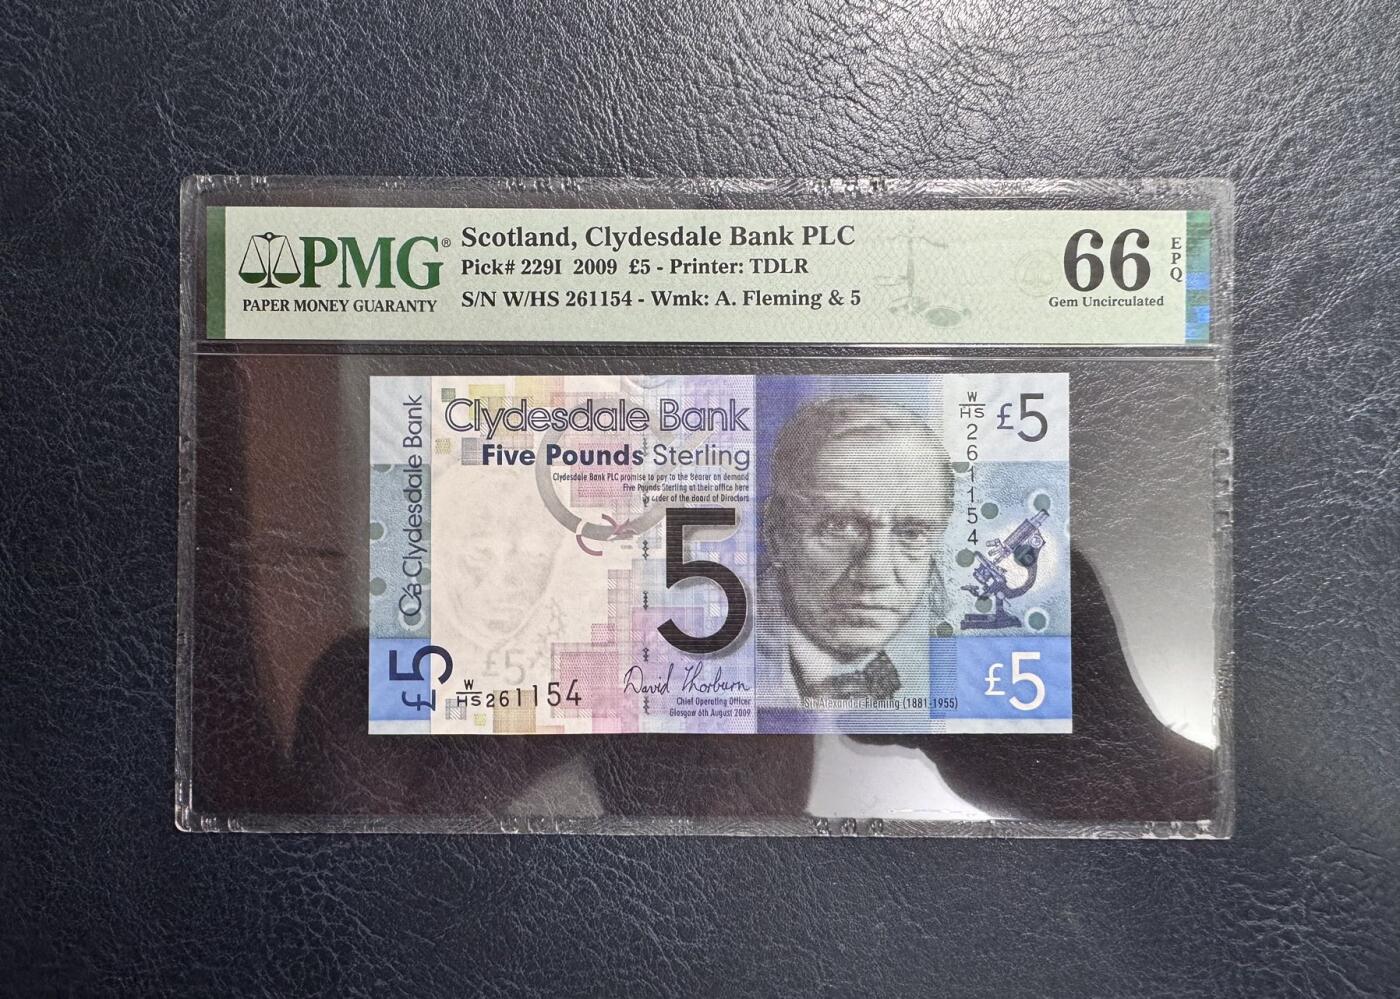 PMG®
PAPER MONEY GUARANTY
Scotland, Clydesdale Bank PLC
Pick# 229I 2009 £5 - Printer: TDLR
S/N W/HS 261154 - Wmk: A. Fleming & 5
66
Gem Uncirculated
EPQ
Clydesdale Bank
£5
Clydesdale Bank
Five Pounds Sterling
Clydesdale Bank PLC promise to pay to the Bearer on demand
Five Pounds Sterling at their office here
by order of the Board of Directors
5
£5
W/HS 261154
David Thorburn
Chief Operating Officer
Glasgow 6th August 2009
W/HS 261154
£5
Sir Alexander Fleming (1881-1955)
£5